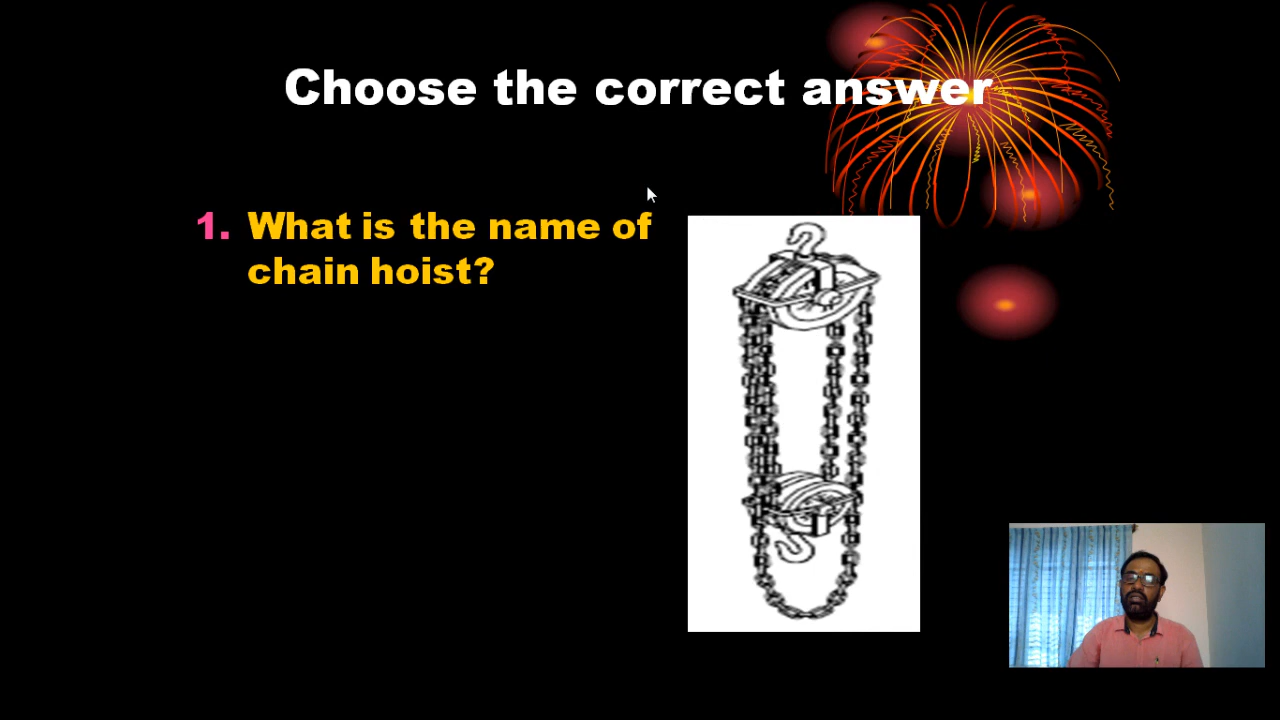 Choose the correct answer
1. What is the name of
chain hoist?